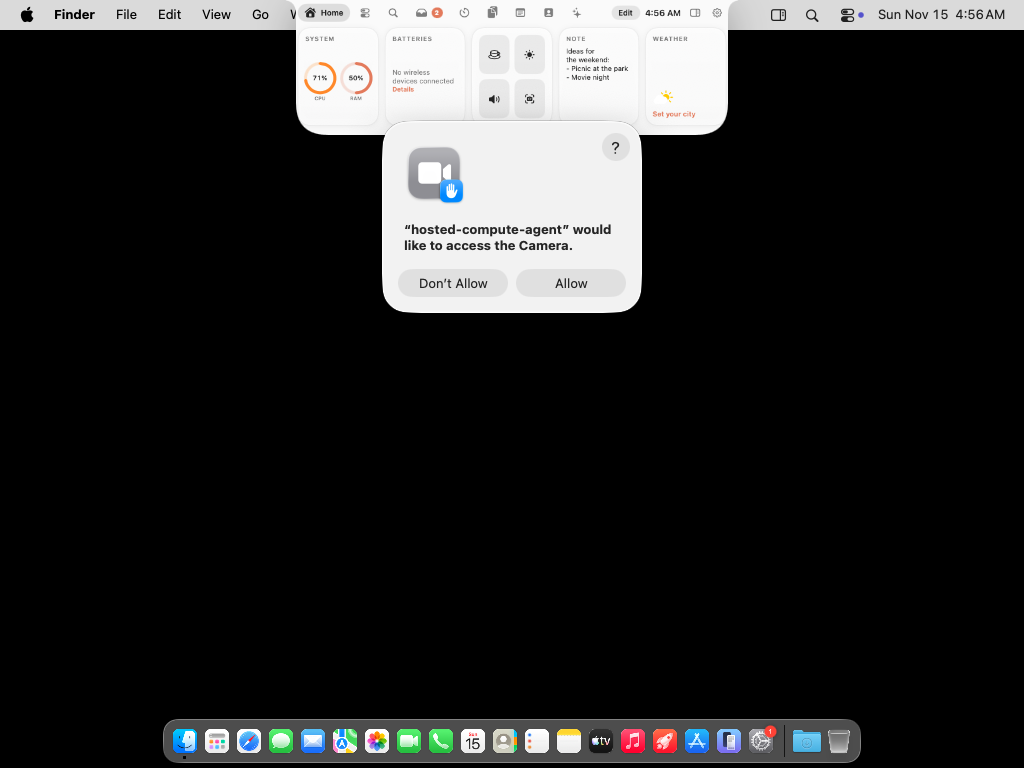 Finder File Edit View Go
Home 2 Edit 4:56 AM
Sun Nov 15 4:56 AM
SYSTEM
71%
CPU
50%
RAM
BATTERIES
No wireless
devices connected
Details
NOTE
Ideas for
the weekend:
- Picnic at the park
- Movie night
WEATHER
Set your city
?
“hosted-compute-agent” would
like to access the Camera.
Don't Allow
Allow
Sun
15
tv
1